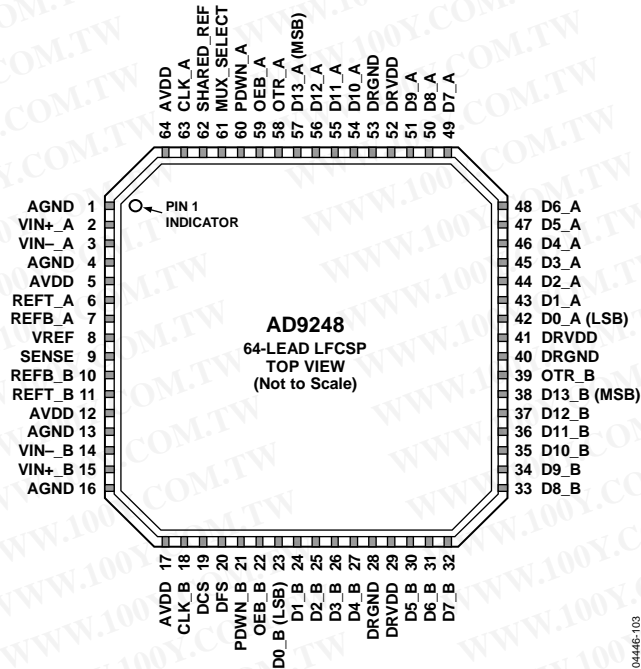 64 AVDD
63 CLK_A
62 SHARED_REF
61 MUX_SELECT
60 PDWN_A
59 OEB_A
58 OTR_A
57 D13_A (MSB)
56 D12_A
55 D11_A
54 D10_A
53 DRGND
52 DRVDD
51 D9_A
50 D8_A
49 D7_A
AGND 1
VIN+_A 2
VIN–_A 3
AGND 4
AVDD 5
REFT_A 6
REFB_A 7
VREF 8
SENSE 9
REFB_B 10
REFT_B 11
AVDD 12
AGND 13
VIN–_B 14
VIN+_B 15
AGND 16
PIN 1
INDICATOR
AD9248
64-LEAD LFCSP
TOP VIEW
(Not to Scale)
48 D6_A
47 D5_A
46 D4_A
45 D3_A
44 D2_A
43 D1_A
42 D0_A (LSB)
41 DRVDD
40 DRGND
39 OTR_B
38 D13_B (MSB)
37 D12_B
36 D11_B
35 D10_B
34 D9_B
33 D8_B
AVDD 17
CLK_B 18
DCS 19
DFS 20
PDWN_B 21
OEB_B 22
D0_B (LSB) 23
D1_B 24
D2_B 25
D3_B 26
D4_B 27
DRGND 28
DRVDD 29
D5_B 30
D6_B 31
D7_B 32
04446-103
WWW.100Y.COM.TW